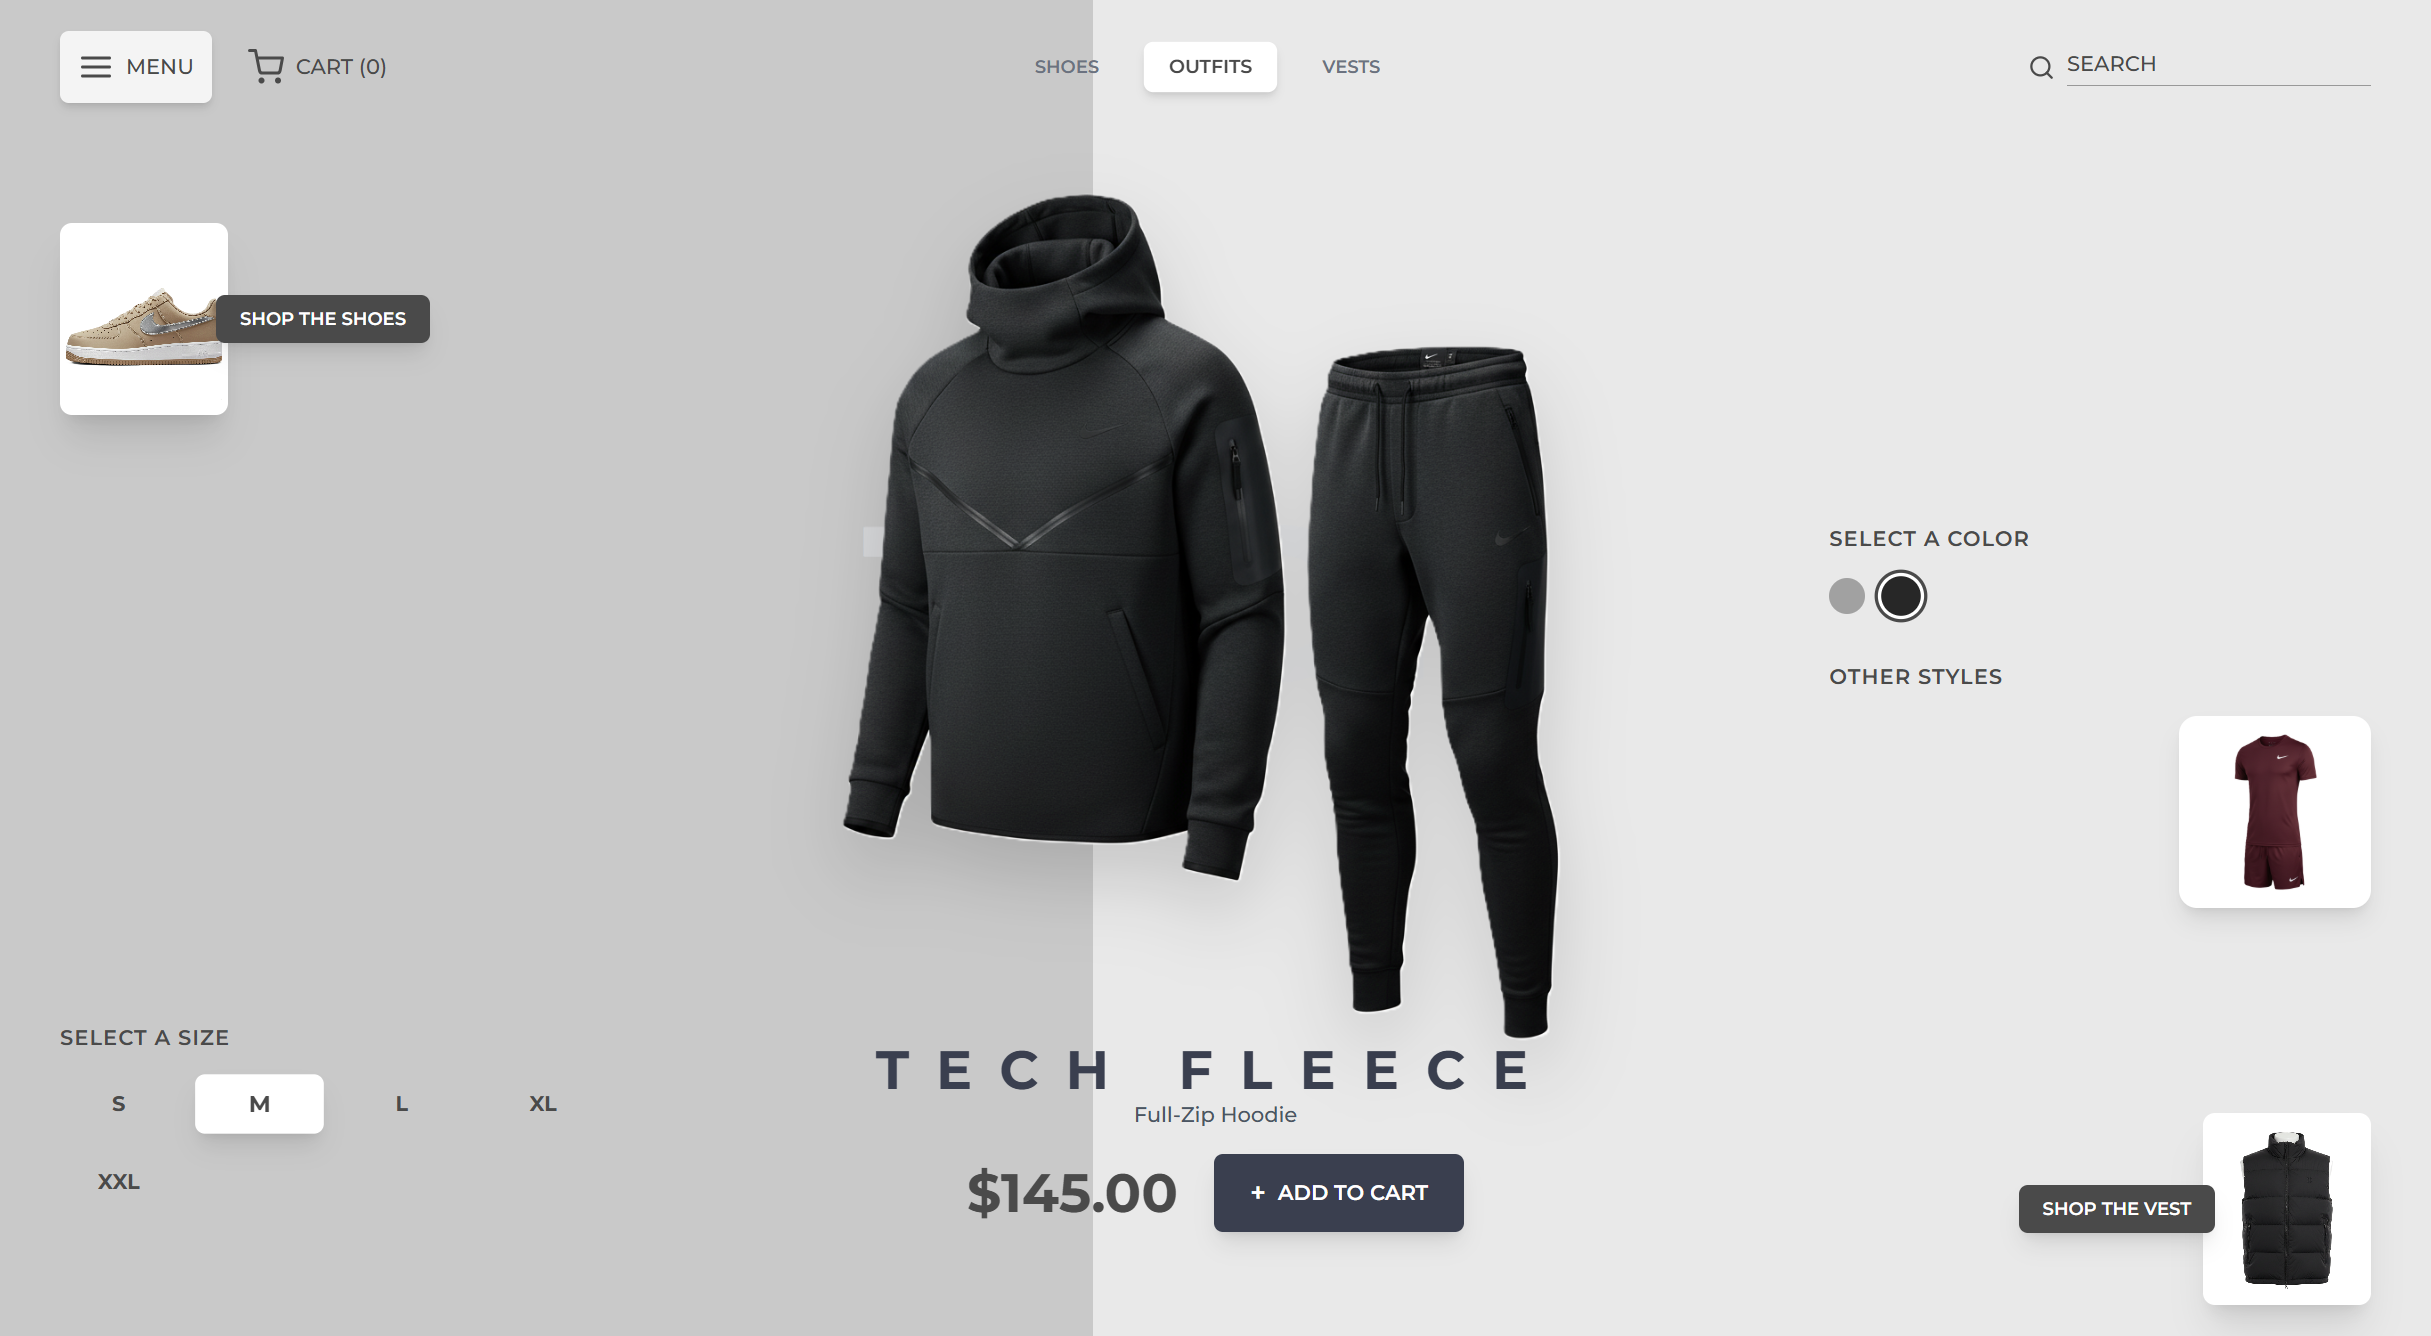 MENU
CART (0)
SHOES
OUTFITS
VESTS
SEARCH
SHOP THE SHOES
SELECT A COLOR
OTHER STYLES
SELECT A SIZE
S
M
L
XL
XXL
TECH FLEECE
Full-Zip Hoodie
$145.00
+ ADD TO CART
SHOP THE VEST